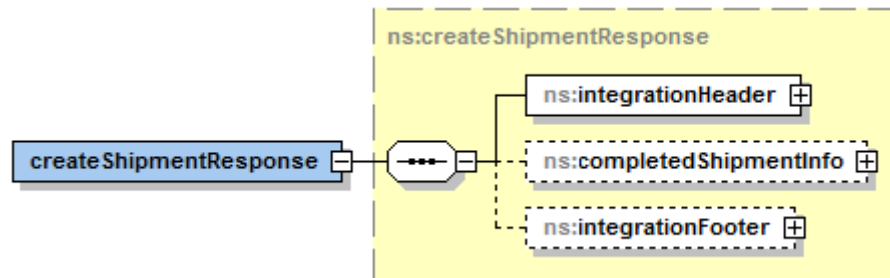 ns:createShipmentResponse
ns:integrationHeader
createShipmentResponse
ns:completedShipmentInfo
ns:integrationFooter